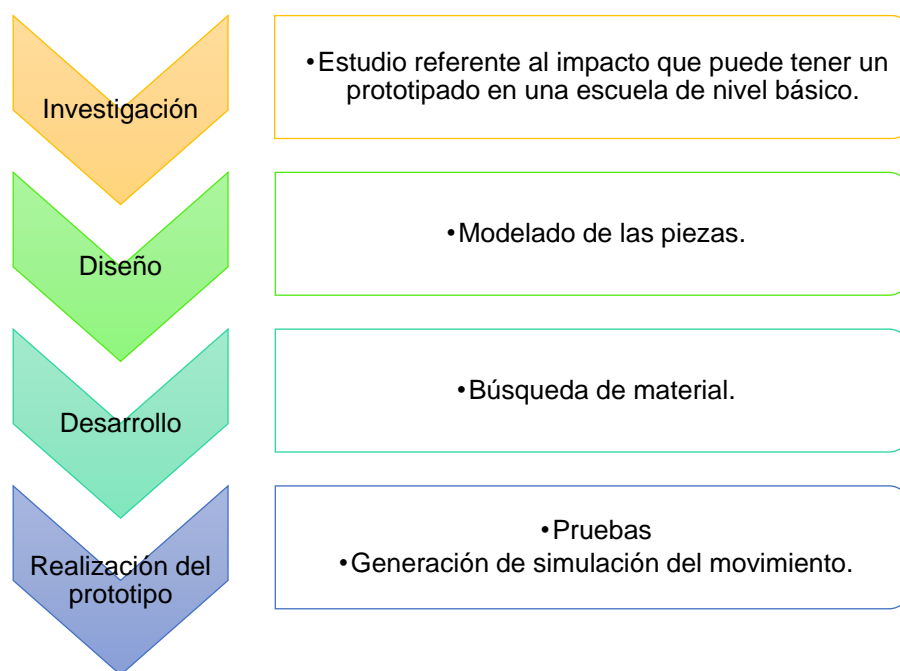 Investigación
•Estudio referente al impacto que puede tener un
prototipado en una escuela de nivel básico.
Diseño
•Modelado de las piezas.
Desarrollo
•Búsqueda de material.
Realización del
prototipo
•Pruebas
•Generación de simulación del movimiento.